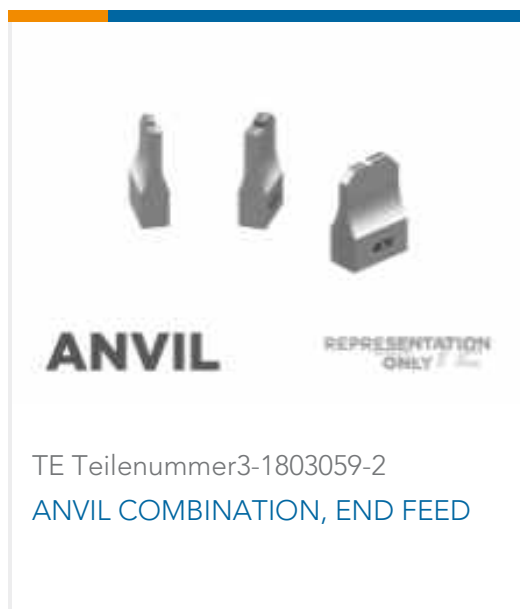 ANVIL
REPRESENTATION
ONLY
TE Teilenummer3-1803059-2
ANVIL COMBINATION, END FEED